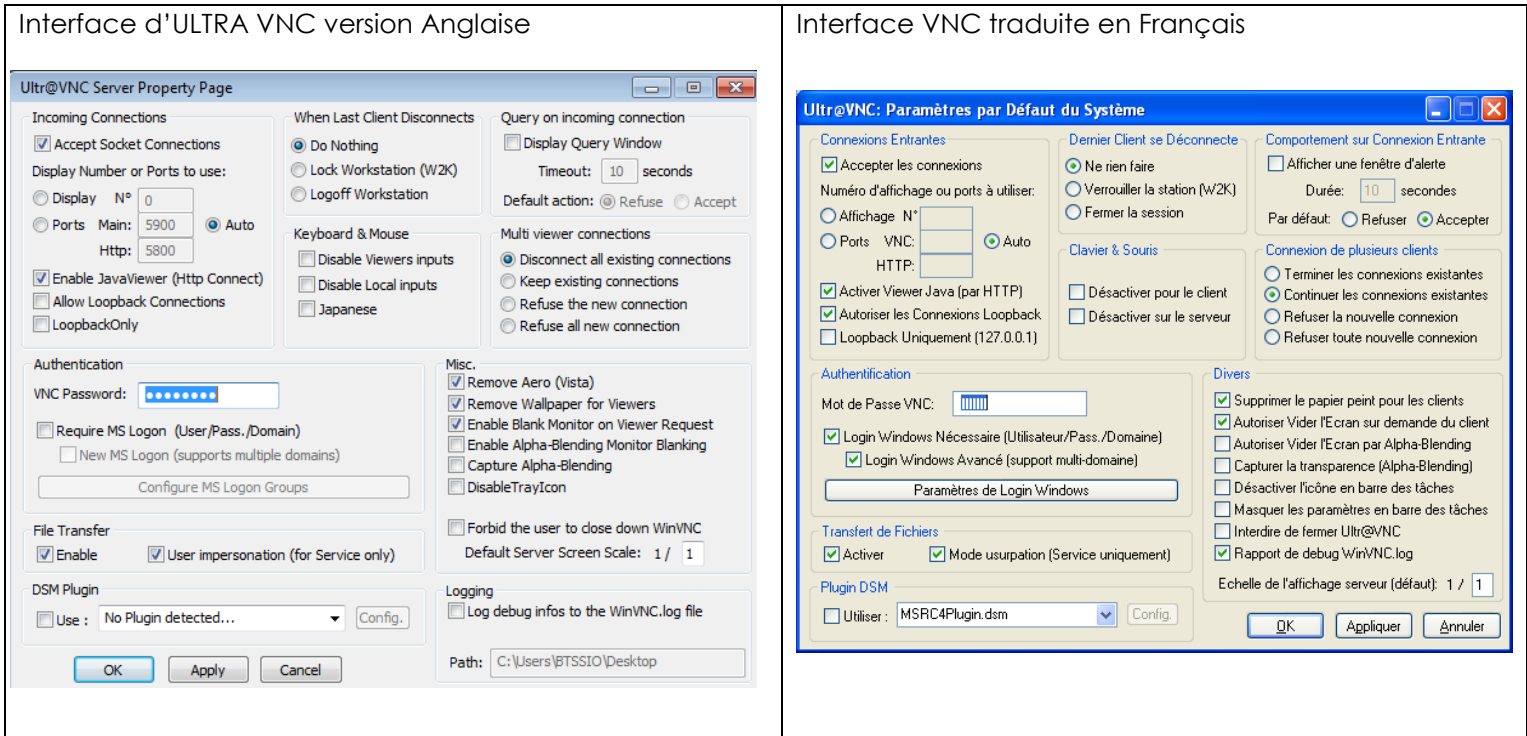 Interface d’ULTRA VNC version Anglaise
Ultr@VNC Server Property Page
Incoming Connections
Accept Socket Connections
Display Number or Ports to use:
Display N° 0
Ports Main: 5900 Auto
Http: 5800
Enable JavaViewer (Http Connect)
Allow Loopback Connections
LoopbackOnly
When Last Client Disconnects
Do Nothing
Lock Workstation (W2K)
Logoff Workstation
Keyboard & Mouse
Disable Viewers inputs
Disable Local inputs
Japanese
Query on incoming connection
Display Query Window
Timeout: 10 seconds
Default action: Refuse Accept
Multi viewer connections
Disconnect all existing connections
Keep existing connections
Refuse the new connection
Refuse all new connection
Authentication
VNC Password:
Require MS Logon (User/Pass./Domain)
New MS Logon (supports multiple domains)
Configure MS Logon Groups
File Transfer
Enable User impersonation (for Service only)
DSM Plugin
Use : No Plugin detected... Config.
OK Apply Cancel
Misc.
Remove Aero (Vista)
Remove Wallpaper for Viewers
Enable Blank Monitor on Viewer Request
Enable Alpha-Blending Monitor Blanking
Capture Alpha-Blending
DisableTrayIcon
Forbid the user to close down WinVNC
Default Server Screen Scale: 1 / 1
Logging
Log debug infos to the WinVNC.log file
Path: C:\Users\BTSSIO\Desktop
Interface VNC traduite en Français
Ultr@VNC: Paramètres par Défaut du Système
Connexions Entrantes
Accepter les connexions
Numéro d'affichage ou ports à utiliser:
Affichage N°
Ports VNC: Auto
HTTP:
Activer Viewer Java (par HTTP)
Autoriser les Connexions Loopback
Loopback Uniquement (127.0.0.1)
Dernier Client se Déconnecte
Ne rien faire
Verrouiller la station (W2K)
Fermer la session
Clavier & Souris
Désactiver pour le client
Désactiver sur le serveur
Comportement sur Connexion Entrante
Afficher une fenêtre d'alerte
Durée: 10 secondes
Par défaut: Refuser Accepter
Connexion de plusieurs clients
Terminer les connexions existantes
Continuer les connexions existantes
Refuser la nouvelle connexion
Refuser toute nouvelle connexion
Authentification
Mot de Passe VNC:
Login Windows Nécessaire (Utilisateur/Pass./Domaine)
Login Windows Avancé (support multi-domaine)
Paramètres de Login Windows
Transfert de Fichiers
Activer Mode usurpation (Service uniquement)
Plugin DSM
Utiliser : MSRC4Plugin.dsm Config.
Divers
Supprimer le papier peint pour les clients
Autoriser Vider l'Ecran sur demande du client
Autoriser Vider l'Ecran par Alpha-Blending
Capturer la transparence (Alpha-Blending)
Désactiver l'icône en barre des tâches
Masquer les paramètres en barre des tâches
Interdire de fermer Ultr@VNC
Rapport de debug WinVNC.log
Echelle de l'affichage serveur (défaut): 1 / 1
OK Appliquer Annuler